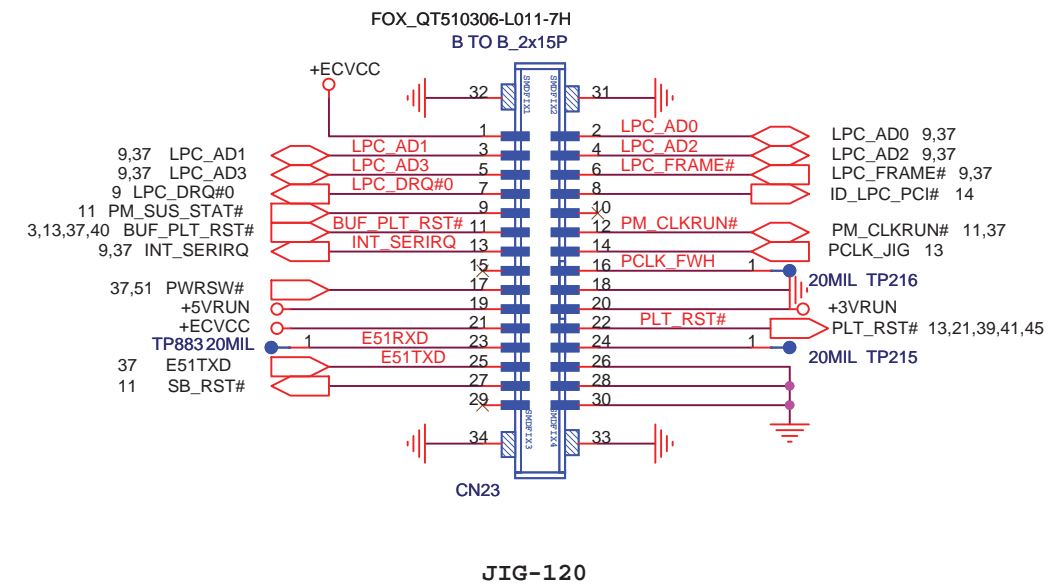 FOX_QT510306-L011-7H
B TO B_2x15P
+ECVCC
32 SMDFIX1 SMDFIX2 31
1 2 LPC_AD0 LPC_AD0 9,37
9,37 LPC_AD1 LPC_AD1 3 4 LPC_AD2 LPC_AD2 9,37
9,37 LPC_AD3 LPC_AD3 5 6 LPC_FRAME# LPC_FRAME# 9,37
9 LPC_DRQ#0 LPC_DRQ#0 7 8 ID_LPC_PCI# 14
11 PM_SUS_STAT# 9 10
3,13,37,40 BUF_PLT_RST# BUF_PLT_RST# 11 12 PM_CLKRUN# PM_CLKRUN# 11,37
9,37 INT_SERIRQ INT_SERIRQ 13 14 PCLK_JIG 13
15 16 PCLK_FWH 1 20MIL TP216
37,51 PWRSW# 17 18
+5VRUN 19 20 +3VRUN
+ECVCC 21 22 PLT_RST# PLT_RST# 13,21,39,41,45
TP883 20MIL 1 E51RXD 23 24 1 20MIL TP215
37 E51TXD E51TXD 25 26
11 SB_RST# 27 28
29 30
34 SMDFIX3 SMDFIX4 33
CN23
JIG-120